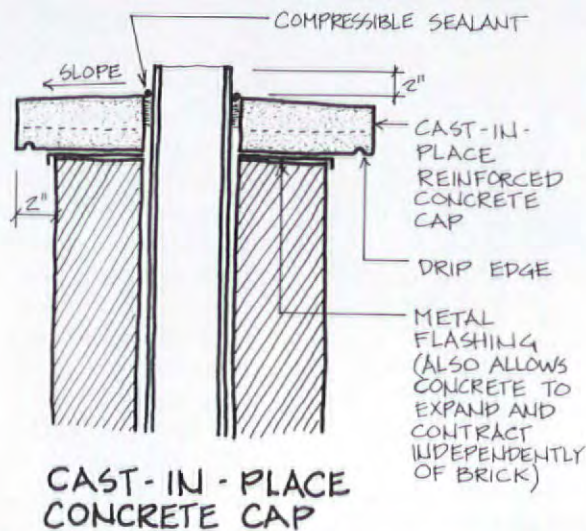 COMPRESSIBLE SEALANT
SLOPE
2"
CAST-IN-
PLACE
REINFORCED
CONCRETE
CAP
2"
DRIP EDGE
METAL
FLASHING
(ALSO ALLOWS
CONCRETE TO
EXPAND AND
CONTRACT
INDEPENDENTLY
OF BRICK)
CAST-IN-PLACE
CONCRETE CAP